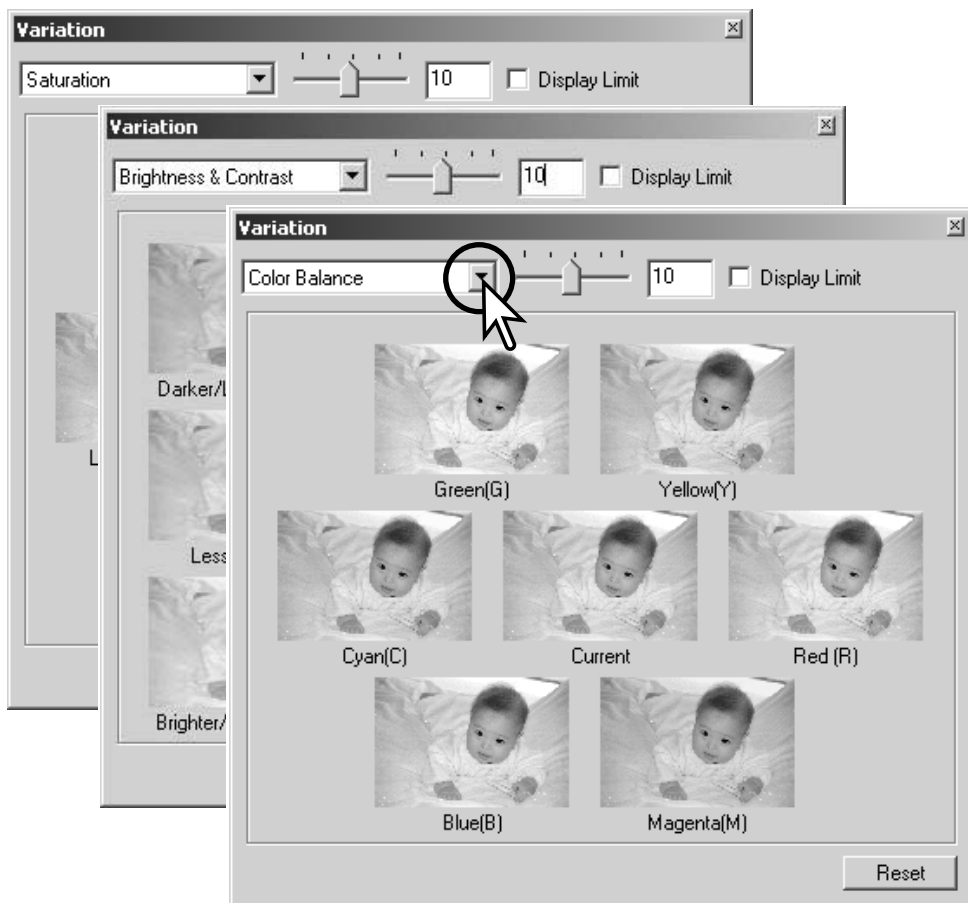 Variation
Saturation 10 Display Limit
Variation
Brightness & Contrast 10 Display Limit
Variation
Color Balance 10 Display Limit
Green(G) Yellow(Y)
Darker/L
L
Cyan(C) Current Red (R)
Less
Blue(B) Magenta(M)
Brighter/
Reset